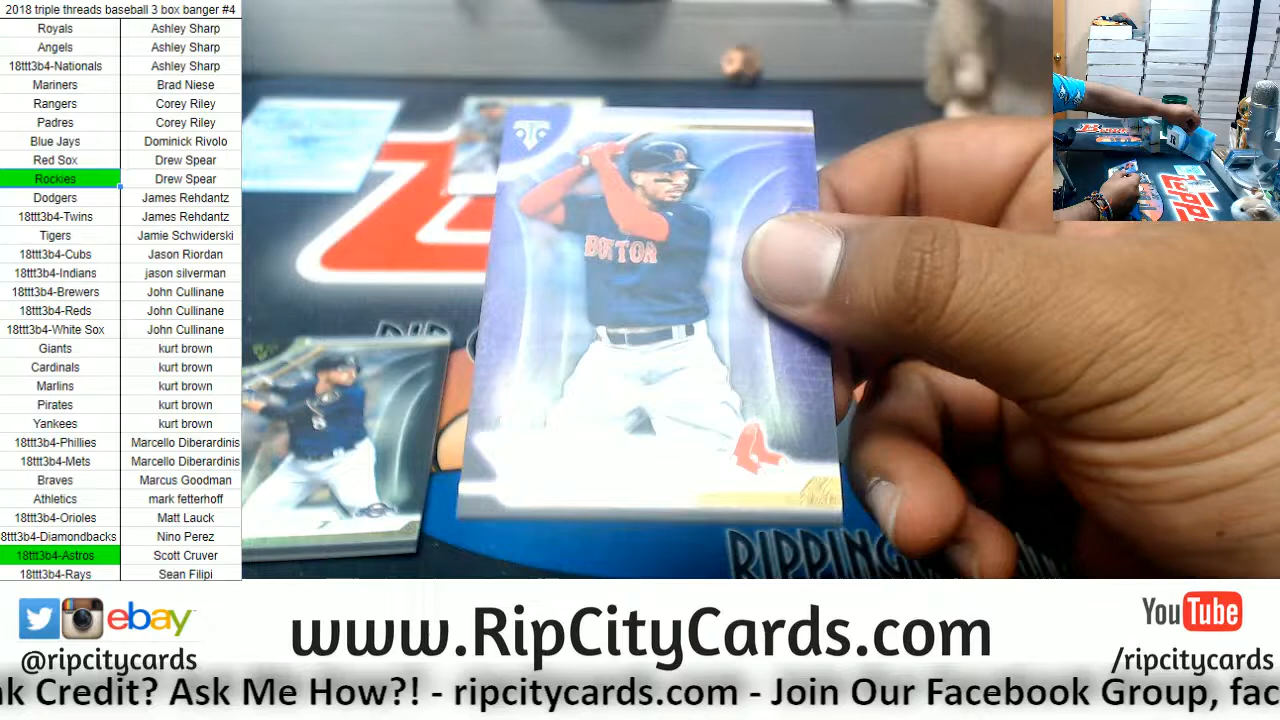 2018 triple threads baseball 3 box banger #4
Royals Ashley Sharp
Angels Ashley Sharp
18ttt3b4-Nationals Ashley Sharp
Mariners Brad Niese
Rangers Corey Riley
Padres Corey Riley
Blue Jays Dominick Rivolo
Red Sox Drew Spear
Rockies Drew Spear
Dodgers James Rehdantz
18ttt3b4-Twins James Rehdantz
Tigers Jamie Schwiderski
18ttt3b4-Cubs Jason Riordan
18ttt3b4-Indians jason silverman
18ttt3b4-Brewers John Cullinane
18ttt3b4-Reds John Cullinane
18ttt3b4-White Sox John Cullinane
Giants kurt brown
Cardinals kurt brown
Marlins kurt brown
Pirates kurt brown
Yankees kurt brown
18ttt3b4-Phillies Marcello Diberardinis
18ttt3b4-Mets Marcello Diberardinis
Braves Marcus Goodman
Athletics mark fetterhoff
18ttt3b4-Orioles Matt Lauck
8ttt3b4-Diamondbacks Nino Perez
18ttt3b4-Astros Scott Cruver
18ttt3b4-Rays Sean Filipi
RIP
RIPPING
ebay
@ripcitycards
www.RipCityCards.com
YouTube
/ripcitycards
nk Credit? Ask Me How?! - ripcitycards.com - Join Our Facebook Group, fac